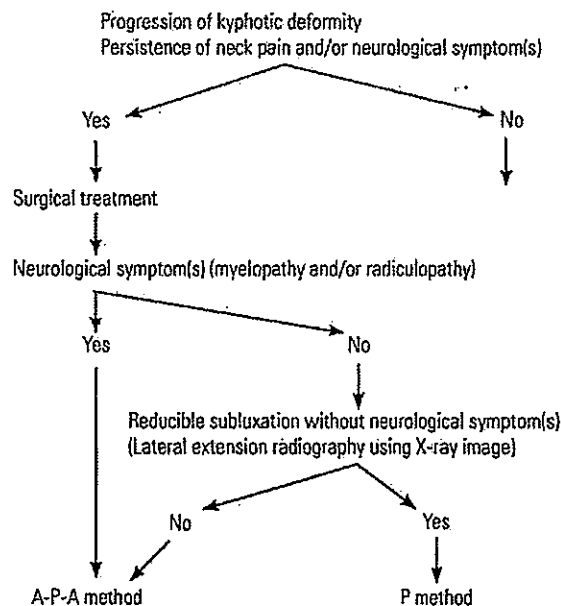 Progression of kyphotic deformity
Persistence of neck pain and/or neurological symptom(s)
Yes
No
Surgical treatment
Neurological symptom(s) (myelopathy and/or radiculopathy)
Yes
No
Reducible subluxation without neurological symptom(s)
(Lateral extension radiography using X-ray image)
No
Yes
A-P-A method
P method